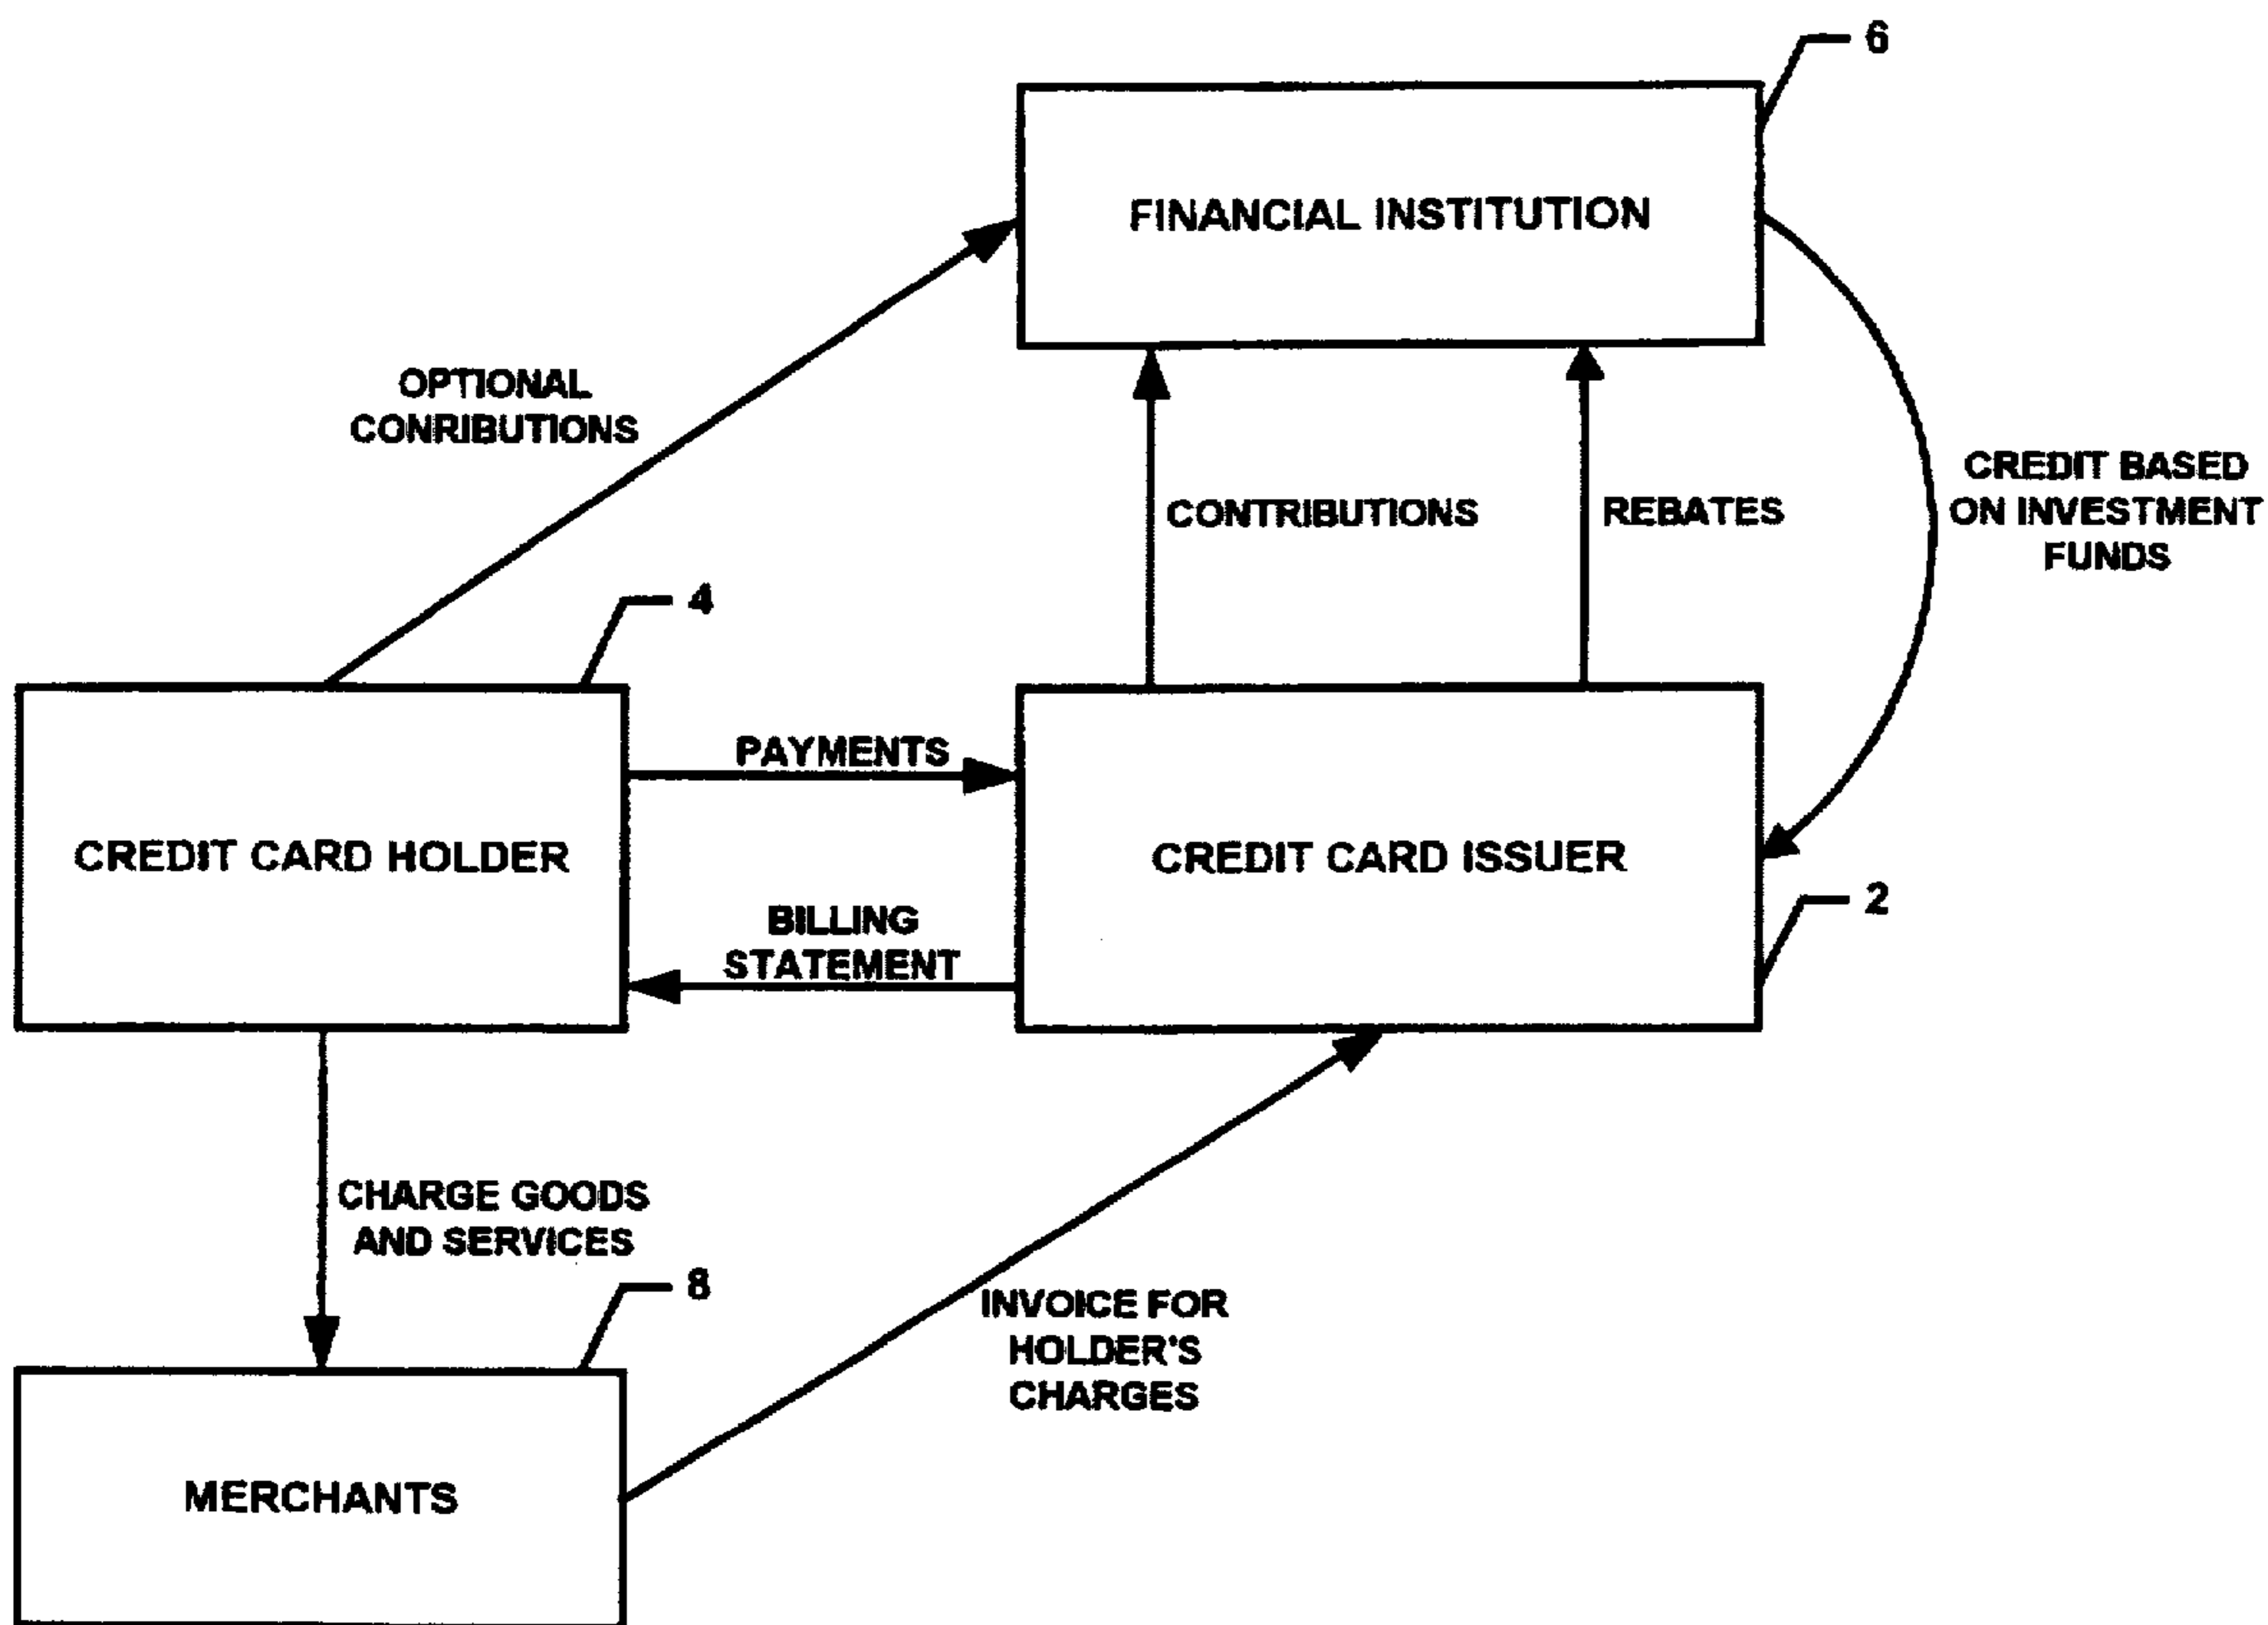 6
FINANCIAL INSTITUTION
OPTIONAL
CONRIBUTIONS
CREDIT BASED
ON INVESTMENT
FUNDS
CONTRIBUTIONS
REBATES
4
PAYMENTS
CREDIT CARD HOLDER
CREDIT CARD ISSUER
2
BILLING
STATEMENT
CHARGE GOODS
AND SERVICES
8
INVOICE FOR
HOLDER'S
CHARGES
MERCHANTS